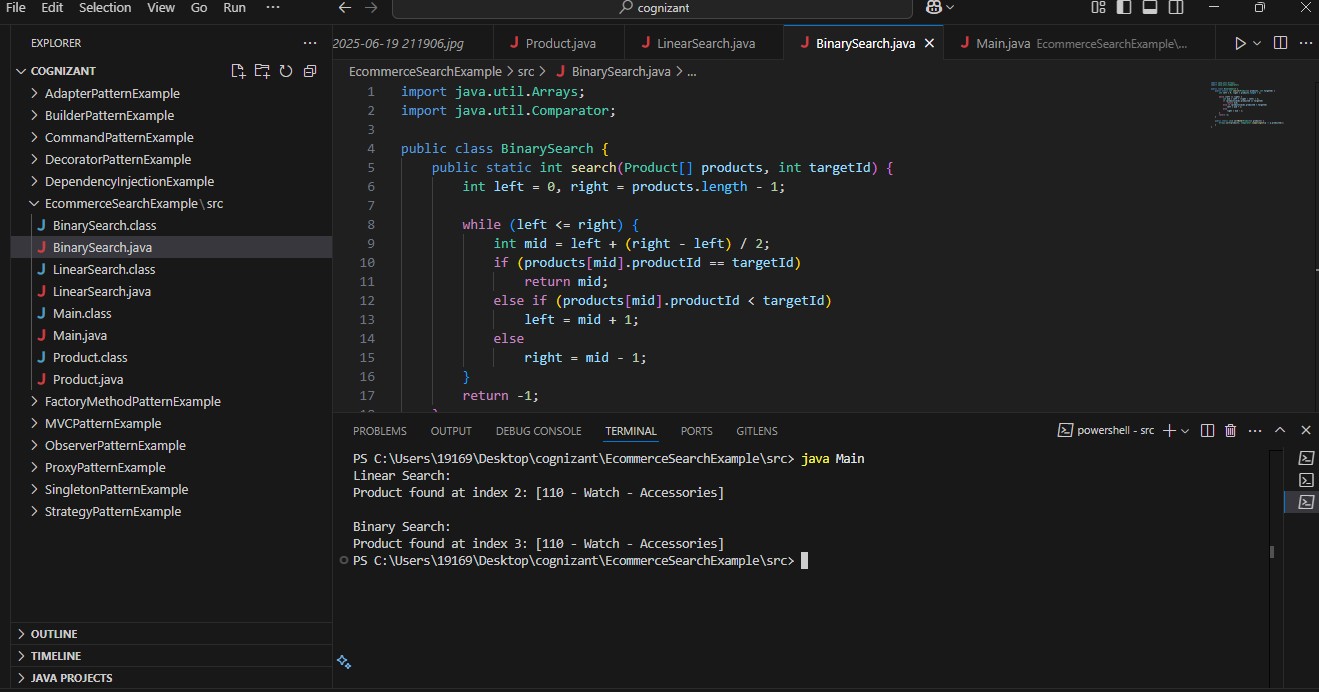 File Edit Selection View Go Run ...
cognizant
EXPLORER ...
2025-06-19 211906.jpg
Product.java
LinearSearch.java
BinarySearch.java
Main.java EcommerceSearchExample\...
COGNIZANT
AdapterPatternExample
BuilderPatternExample
CommandPatternExample
DecoratorPatternExample
DependencyInjectionExample
EcommerceSearchExample\src
BinarySearch.class
BinarySearch.java
LinearSearch.class
LinearSearch.java
Main.class
Main.java
Product.class
Product.java
FactoryMethodPatternExample
MVCPatternExample
ObserverPatternExample
ProxyPatternExample
SingletonPatternExample
StrategyPatternExample
OUTLINE
TIMELINE
JAVA PROJECTS
EcommerceSearchExample > src > J BinarySearch.java > ...
1 import java.util.Arrays;
2 import java.util.Comparator;
3
4 public class BinarySearch {
5 public static int search(Product[] products, int targetId) {
6 int left = 0, right = products.length - 1;
7
8 while (left <= right) {
9 int mid = left + (right - left) / 2;
10 if (products[mid].productId == targetId)
11 return mid;
12 else if (products[mid].productId < targetId)
13 left = mid + 1;
14 else
15 right = mid - 1;
16 }
17 return -1;
PROBLEMS OUTPUT DEBUG CONSOLE TERMINAL PORTS GITLENS
powershell - src
PS C:\Users\19169\Desktop\cognizant\EcommerceSearchExample\src> java Main
Linear Search:
Product found at index 2: [110 - Watch - Accessories]
Binary Search:
Product found at index 3: [110 - Watch - Accessories]
PS C:\Users\19169\Desktop\cognizant\EcommerceSearchExample\src>